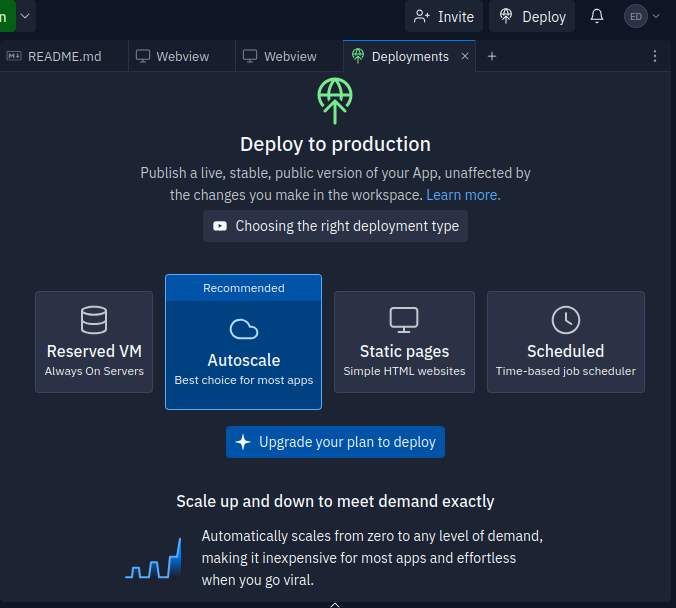 n
Invite
Deploy
ED
README.md
Webview
Webview
Deployments
Deploy to production
Publish a live, stable, public version of your App, unaffected by
the changes you make in the workspace. Learn more.
Choosing the right deployment type
Reserved VM
Always On Servers
Recommended
Autoscale
Best choice for most apps
Static pages
Simple HTML websites
Scheduled
Time-based job scheduler
Upgrade your plan to deploy
Scale up and down to meet demand exactly
Automatically scales from zero to any level of demand,
making it inexpensive for most apps and effortless
when you go viral.